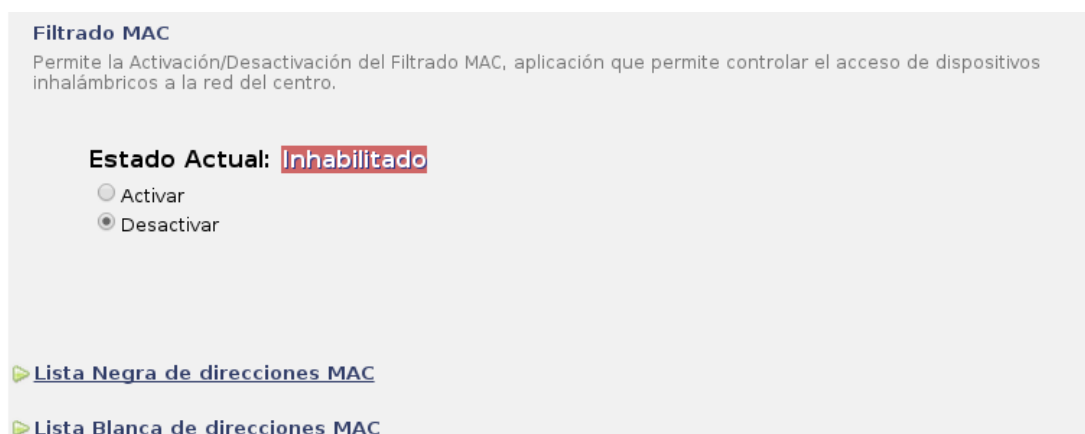 Filtrado MAC
Permite la Activación/Desactivación del Filtrado MAC, aplicación que permite controlar el acceso de dispositivos
inhalámbricos a la red del centro.
Estado Actual: Inhabilitado
Activar
Desactivar
Lista Negra de direcciones MAC
Lista Blanca de direcciones MAC